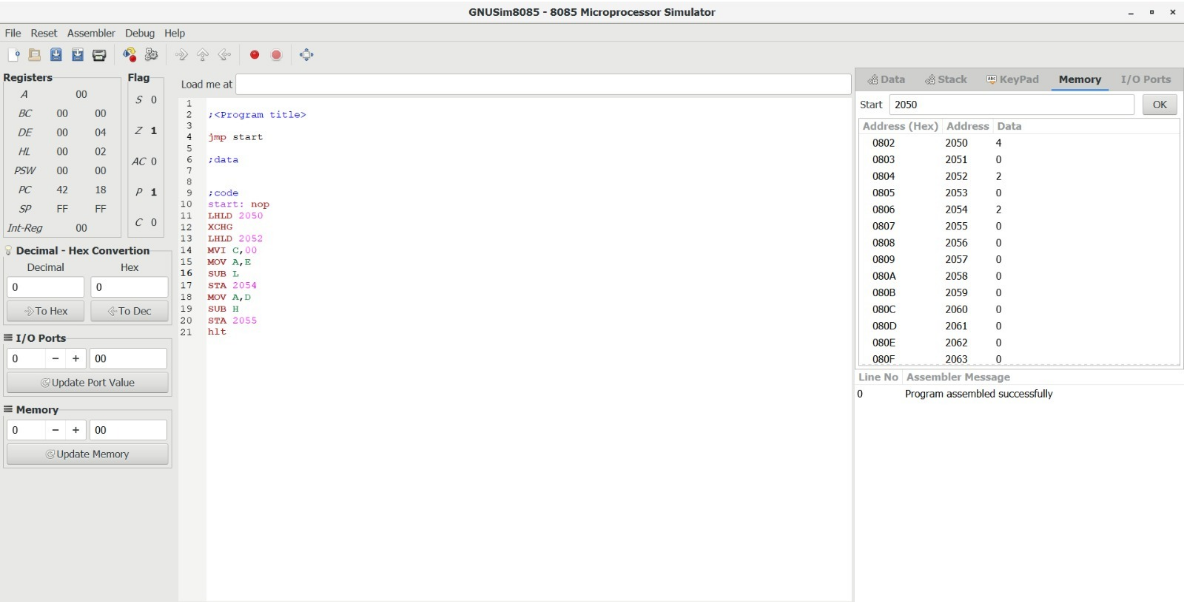 GNUSim8085 - 8085 Microprocessor Simulator
File Reset Assembler Debug Help
Registers
A 00
BC 00 00
DE 00 04
HL 00 02
PSW 00 00
PC 42 18
SP FF FF
Int-Reg 00
Flag
S 0
Z 1
AC 0
P 1
C 0
Decimal - Hex Convertion
Decimal Hex
0 0
To Hex To Dec
I/O Ports
0 - + 00
Update Port Value
Memory
0 - + 00
Update Memory
Load me at
1
2 ;<Program title>
3
4 jmp start
5
6 ;data
7
8
9 ;code
10 start: nop
11 LHLD 2050
12 XCHG
13 LHLD 2052
14 MVI C,00
15 MOV A,E
16 SUB L
17 STA 2054
18 MOV A,D
19 SUB H
20 STA 2055
21 hlt
Data Stack KeyPad Memory I/O Ports
Start 2050 OK
Address (Hex) Address Data
0802 2050 4
0803 2051 0
0804 2052 2
0805 2053 0
0806 2054 2
0807 2055 0
0808 2056 0
0809 2057 0
080A 2058 0
080B 2059 0
080C 2060 0
080D 2061 0
080E 2062 0
080F 2063 0
Line No Assembler Message
0 Program assembled successfully